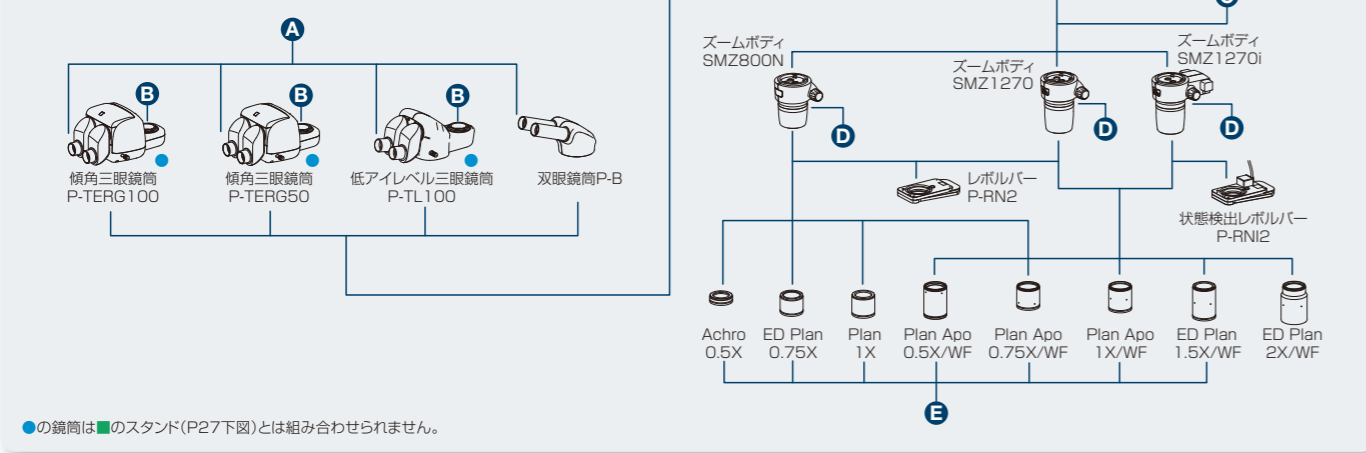 A
B
B
B
傾角三眼鏡筒
P-TERG100
傾角三眼鏡筒
P-TERG50
低アイレベル三眼鏡筒
P-TL100
双眼鏡筒P-B
ズームボディ
SMZ800N
ズームボディ
SMZ1270
ズームボディ
SMZ1270i
D
D
D
レボルバー
P-RN2
状態検出レボルバー
P-RNI2
Achro
0.5X
ED Plan
0.75X
Plan
1X
Plan Apo
0.5X/WF
Plan Apo
0.75X/WF
Plan Apo
1X/WF
ED Plan
1.5X/WF
ED Plan
2X/WF
E
●の鏡筒は■のスタンド(P27下図)とは組み合わせられません。